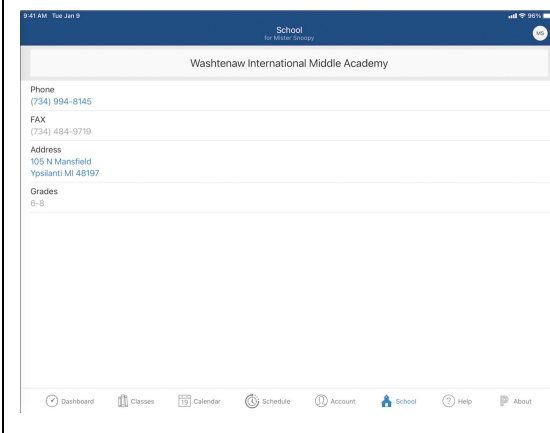 9:41 AM Tue Jan 9
96%
School
for Mister Snoopy
MS
Washtenaw International Middle Academy
Phone
(734) 994-8145
FAX
(734) 484-9719
Address
105 N Mansfield
Ypsilanti MI 48197
Grades
6-8
Dashboard
Classes
15 Calendar
Schedule
Account
School
? Help
P About